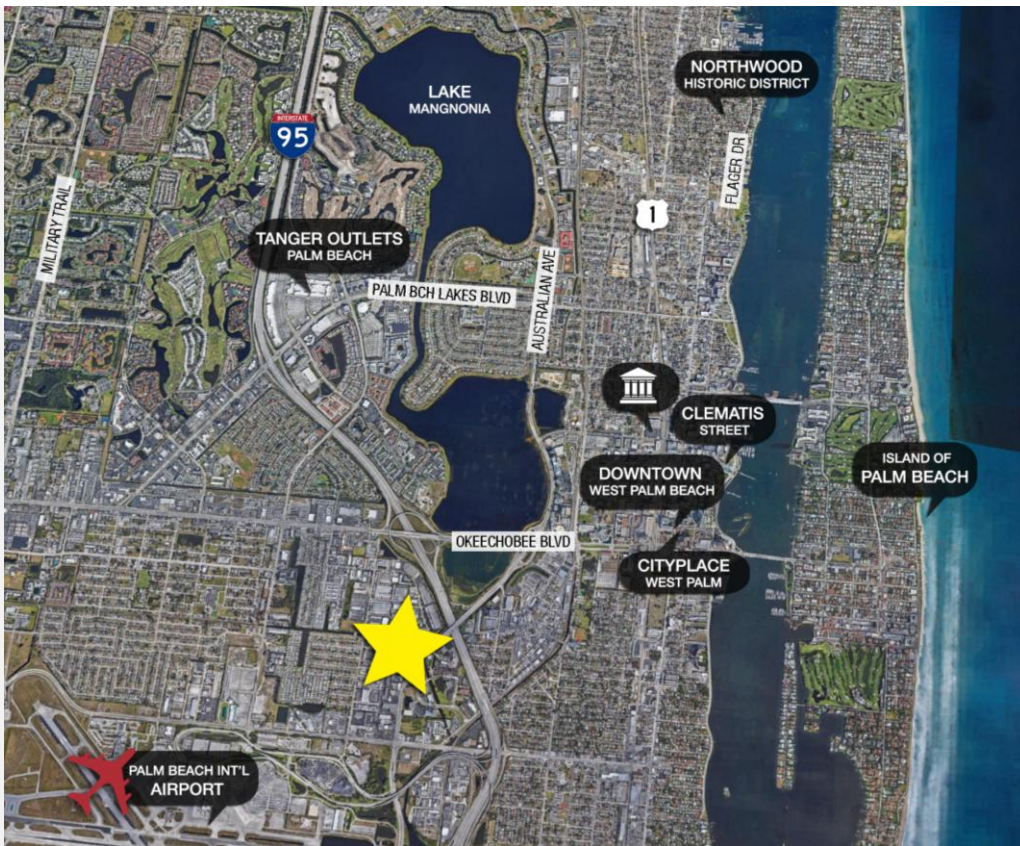 NORTHWOOD
HISTORIC DISTRICT
LAKE
MANGNONIA
INTERSTATE
95
FLAGER DR
MILITARY TRAIL
1
TANGER OUTLETS
PALM BEACH
PALM BCH LAKES BLVD
AUSTRALIAN AVE
CLEMATIS
STREET
ISLAND OF
PALM BEACH
DOWNTOWN
WEST PALM BEACH
OKEECHOBEE BLVD
CITYPLACE
WEST PALM
PALM BEACH INT'L
AIRPORT